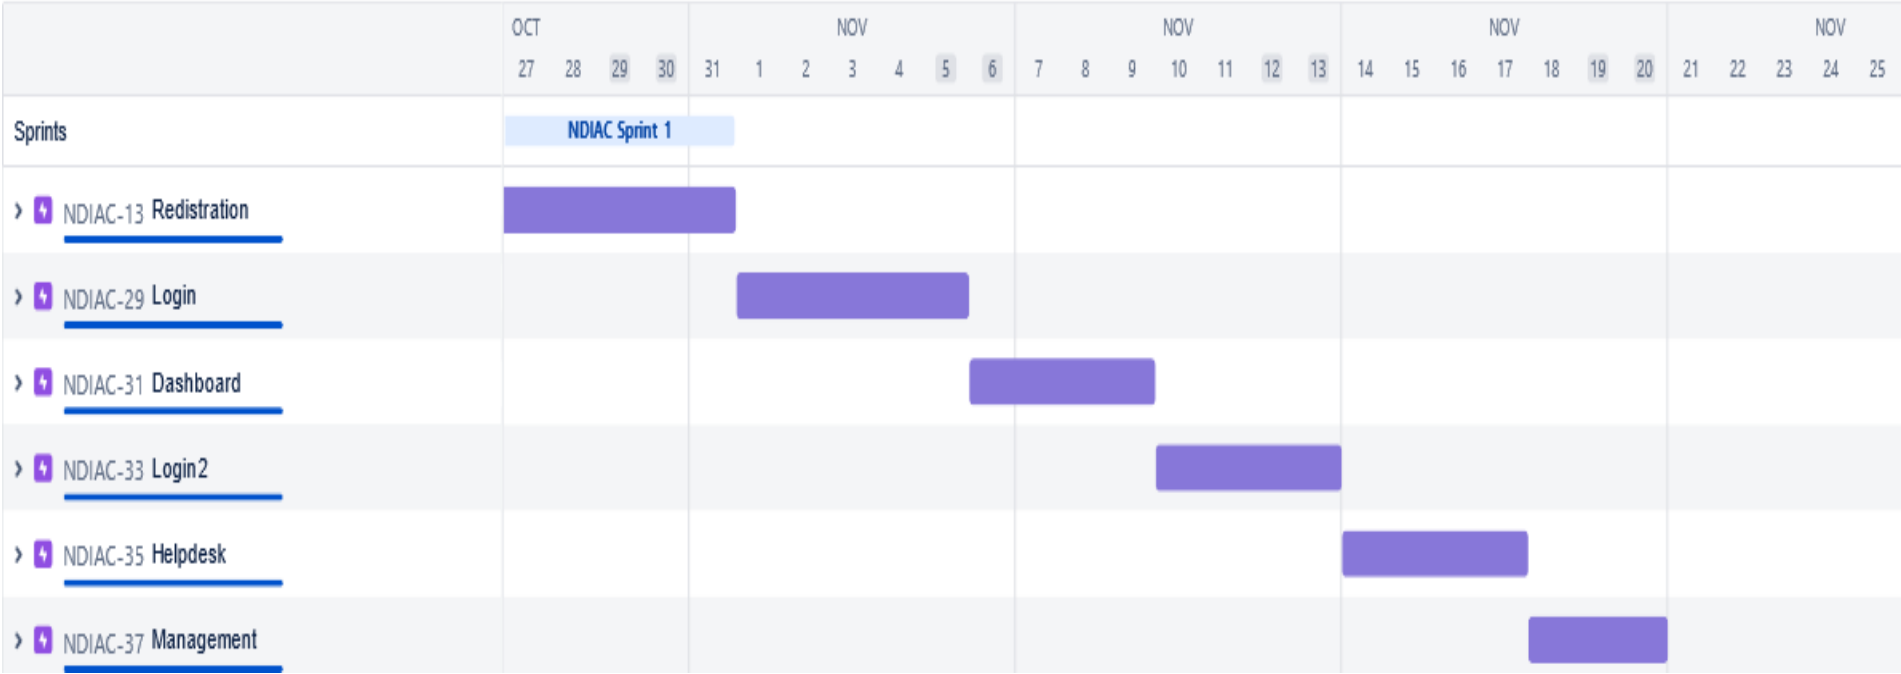 OCT NOV NOV NOV NOV
27 28 29 30 31 1 2 3 4 5 6 7 8 9 10 11 12 13 14 15 16 17 18 19 20 21 22 23 24 25
Sprints NDIAC Sprint 1
NDIAC-13 Redistration
NDIAC-29 Login
NDIAC-31 Dashboard
NDIAC-33 Login2
NDIAC-35 Helpdesk
NDIAC-37 Management